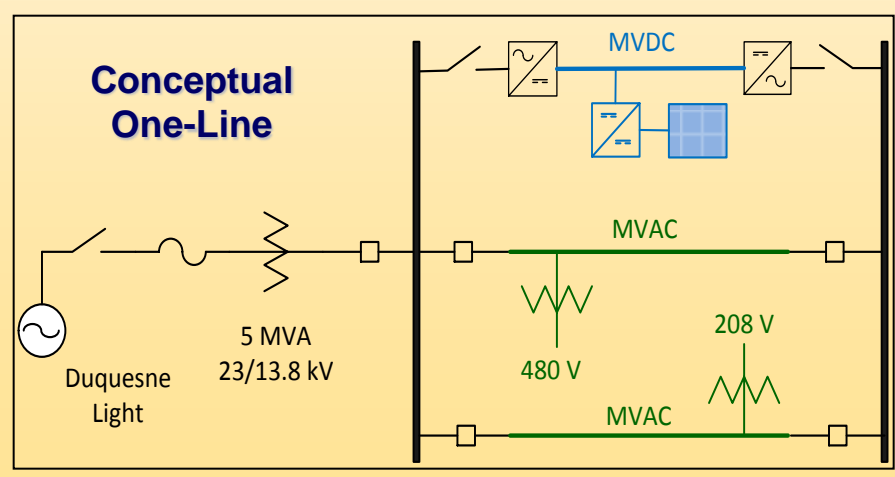 Conceptual
One-Line
MVDC
MVAC
5 MVA
23/13.8 kV
Duquesne
Light
480 V
208 V
MVAC